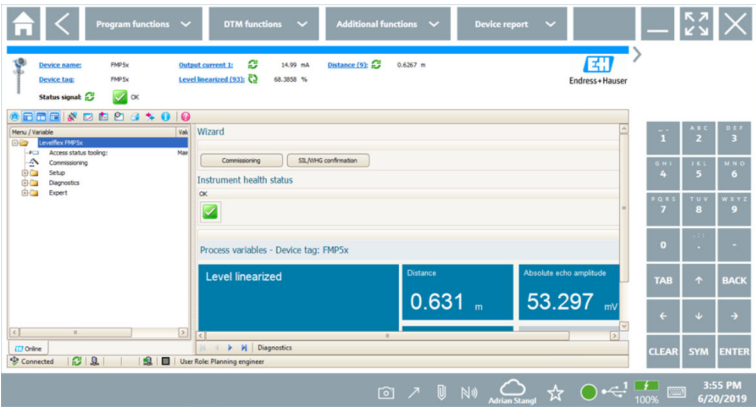 Program functions
DTM functions
Additional functions
Device report
Device name: FMP5x Output current 1: 14.99 mA Distance (9): 0.6267 m
Device tag: FMP5x Level linearized (93): 68.3858 %
Status signal: OK
EH
Endress+Hauser
Menu / Variable Valu
Levelflex FMP5x
Access status tooling: Mai
Commissioning
Setup
Diagnostics
Expert
Wizard
Commissioning SIL/WHG confirmation
Instrument health status
OK
Process variables - Device tag: FMP5x
Level linearized
Distance
0.631 m
Absolute echo amplitude
53.297 mV
Diagnostics
Online
Connected User Role: Planning engineer
1 ABC 2 DEF 3
GHI 4 JKL 5 MNO 6
PQRS 7 TUV 8 WXYZ 9
0 . -
TAB BACK
CLEAR SYM ENTER
Adrian Stangl
1
100%
3:55 PM
6/20/2019